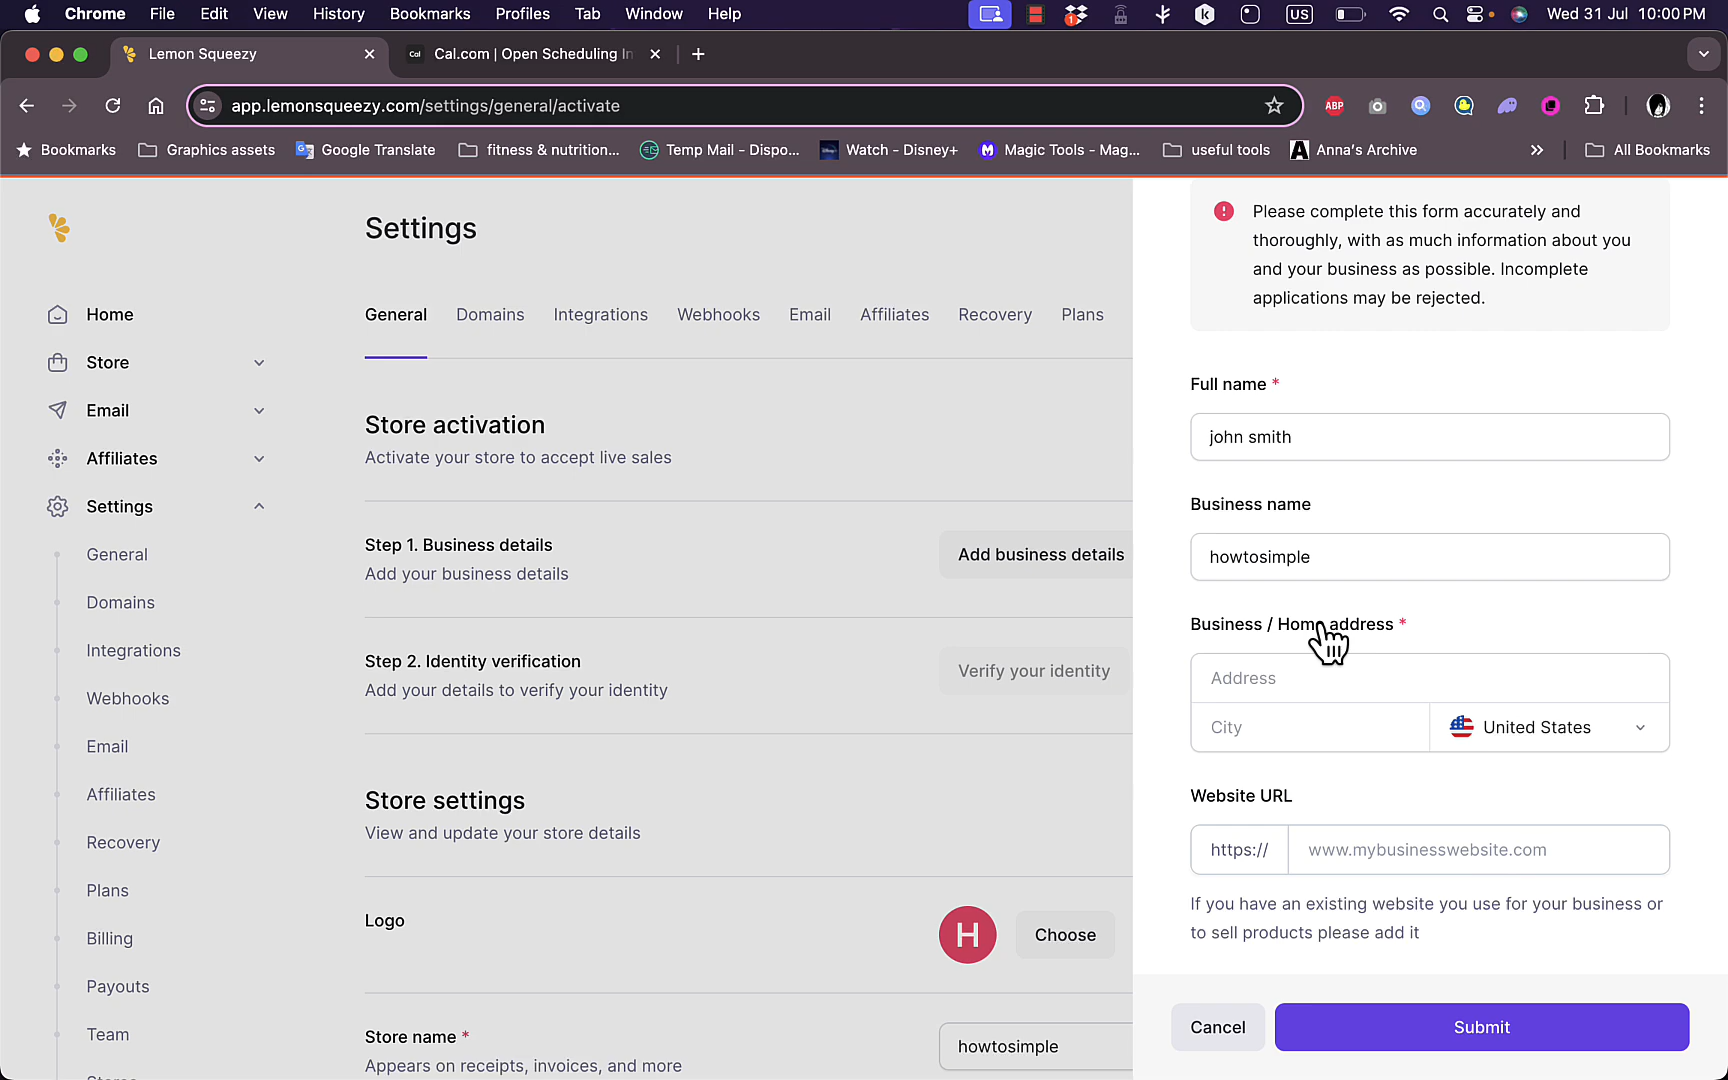 Chrome File Edit View History Bookmarks Profiles Tab Window Help 1 US Wed 31 Jul 10:00 PM
Lemon Squeezy Cal Cal.com | Open Scheduling In
app.lemonsqueezy.com/settings/general/activate ABP
Bookmarks Graphics assets Google Translate fitness & nutrition... Temp Mail - Dispo... Watch - Disney+ Magic Tools - Mag... useful tools Anna's Archive All Bookmarks
Settings
Home
Store
Email
Affiliates
Settings
General
Domains
Integrations
Webhooks
Email
Affiliates
Recovery
Plans
Billing
Payouts
Team
General Domains Integrations Webhooks Email Affiliates Recovery Plans
Store activation
Activate your store to accept live sales
Step 1. Business details
Add your business details
Add business details
Step 2. Identity verification
Add your details to verify your identity
Verify your identity
Store settings
View and update your store details
Logo
H
Choose
Store name *
Appears on receipts, invoices, and more
howtosimple
Please complete this form accurately and
thoroughly, with as much information about you
and your business as possible. Incomplete
applications may be rejected.
Full name *
john smith
Business name
howtosimple
Business / Home address *
Address
City United States
Website URL
https:// www.mybusinesswebsite.com
If you have an existing website you use for your business or
to sell products please add it
Cancel Submit